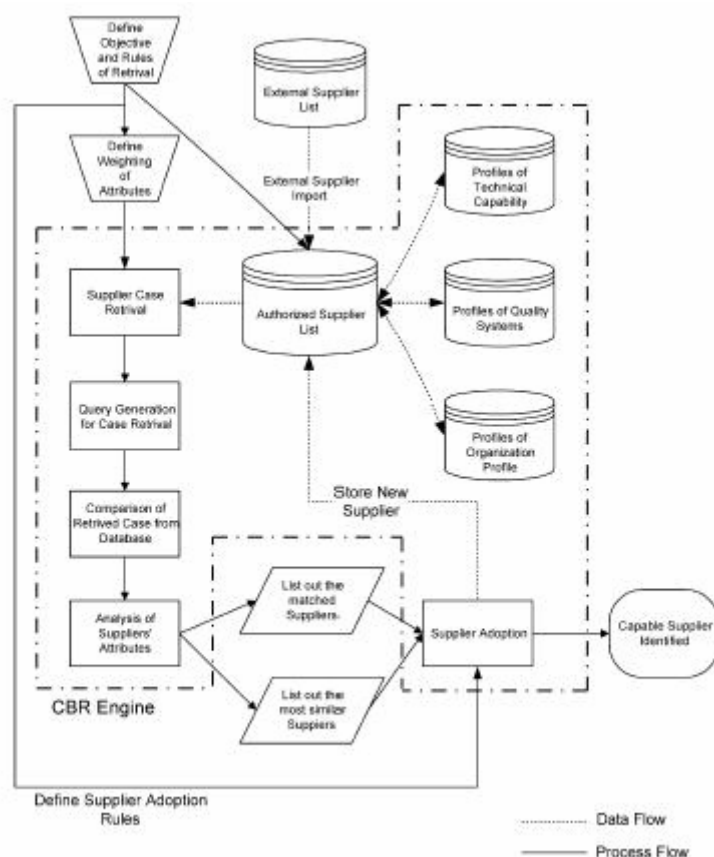 Define
Objective
and Rules
of Retrival
External Supplier
List
Define
Weighting
of
Attributes
External Supplier
Import
Profiles of
Technical
Capability
Supplier Case
Retrival
Authorized Supplier
List
Profiles of Quality
Systems
Query Generation
for Case Retrival
Profiles of
Organization
Profile
Store New
Supplier
Comparison of
Retrived Case from
Database
List out the
matched
Suppliers
Analysis of
Suppliers'
Attributes
Supplier Adoption
Capable Supplier
Identified
List out the
most similar
Suppiers
CBR Engine
Define Supplier Adoption
Rules
Data Flow
Process Flow